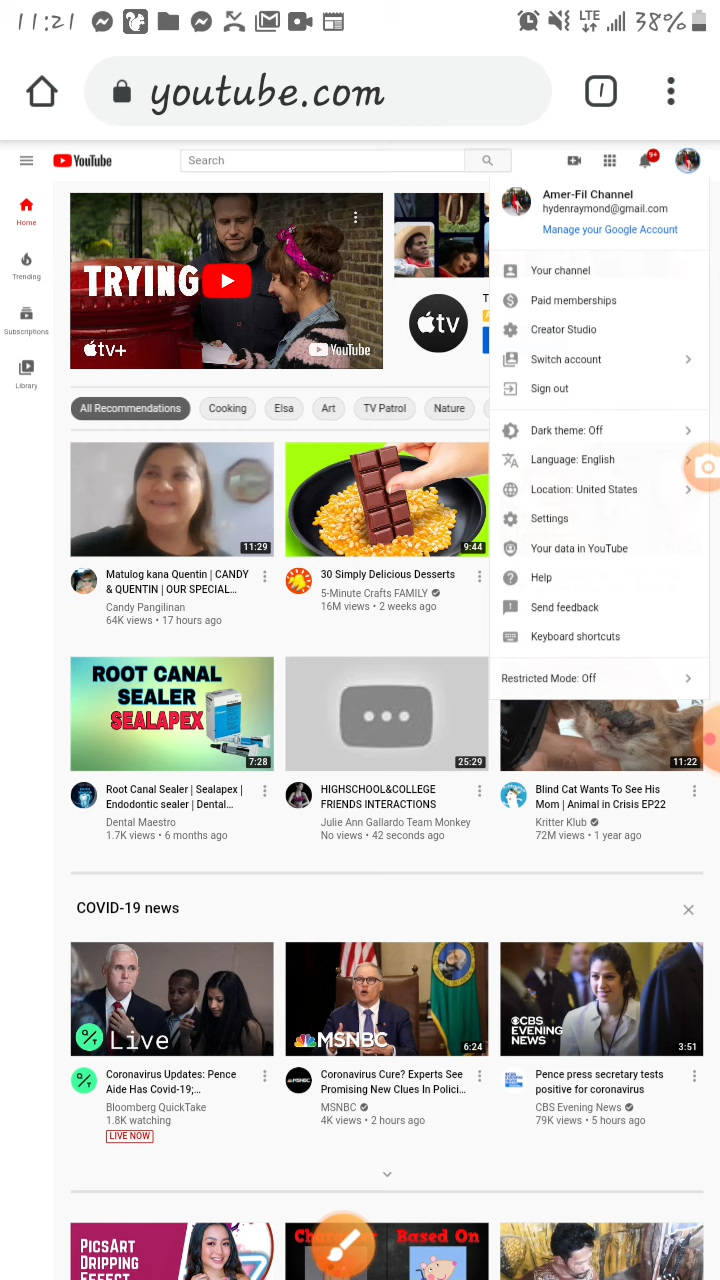 11:21
LTE
38%
youtube.com
1
YouTube
Search
9+
Home
Trending
Subscriptions
Library
TRYING
tv+
YouTube
tv
T
Amer-Fil Channel
hydenraymond@gmail.com
Manage your Google Account
Your channel
Paid memberships
Creator Studio
Switch account
Sign out
Dark theme: Off
Language: English
Location: United States
Settings
Your data in YouTube
Help
Send feedback
Keyboard shortcuts
Restricted Mode: Off
All Recommendations
Cooking
Elsa
Art
TV Patrol
Nature
11:29
9:44
Matulog kana Quentin | CANDY
& QUENTIN | OUR SPECIAL...
Candy Pangilinan
64K views • 17 hours ago
30 Simply Delicious Desserts
5-Minute Crafts FAMILY
16M views • 2 weeks ago
ROOT CANAL
SEALER
SEALAPEX
7:28
25:29
11:22
Root Canal Sealer | Sealapex |
Endodontic sealer | Dental...
Dental Maestro
1.7K views • 6 months ago
HIGHSCHOOL&COLLEGE
FRIENDS INTERACTIONS
Julie Ann Gallardo Team Monkey
No views • 42 seconds ago
Blind Cat Wants To See His
Mom | Animal in Crisis EP22
Kritter Klub
72M views • 1 year ago
COVID-19 news
Live
MSNBC
6:24
CBS
EVENING
NEWS
3:51
Coronavirus Updates: Pence
Aide Has Covid-19;...
Bloomberg QuickTake
1.8K watching
LIVE NOW
Coronavirus Cure? Experts See
Promising New Clues In Polici...
MSNBC
4K views • 2 hours ago
Pence press secretary tests
positive for coronavirus
CBS Evening News
79K views • 5 hours ago
PICSART
DRIPPING
EFFECT
Based On